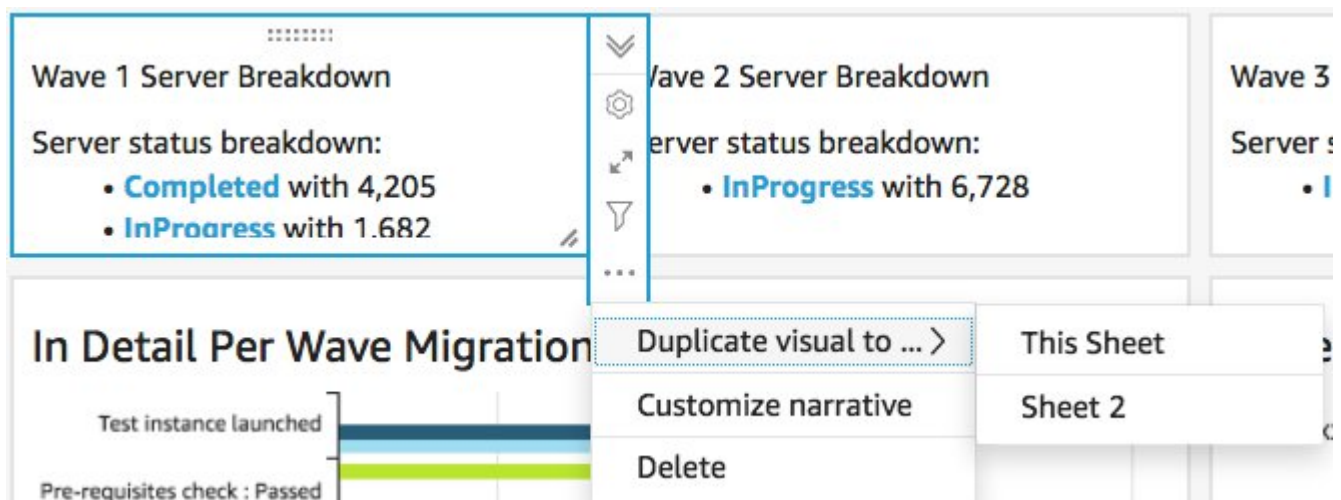 Wave 1 Server Breakdown
Server status breakdown:
• Completed with 4,205
• InProgress with 1,682
Wave 2 Server Breakdown
Server status breakdown:
• InProgress with 6,728
Wave 3
Server
In Detail Per Wave Migration
Test instance launched
Pre-requisites check : Passed
Duplicate visual to ... >
Customize narrative
Delete
This Sheet
Sheet 2